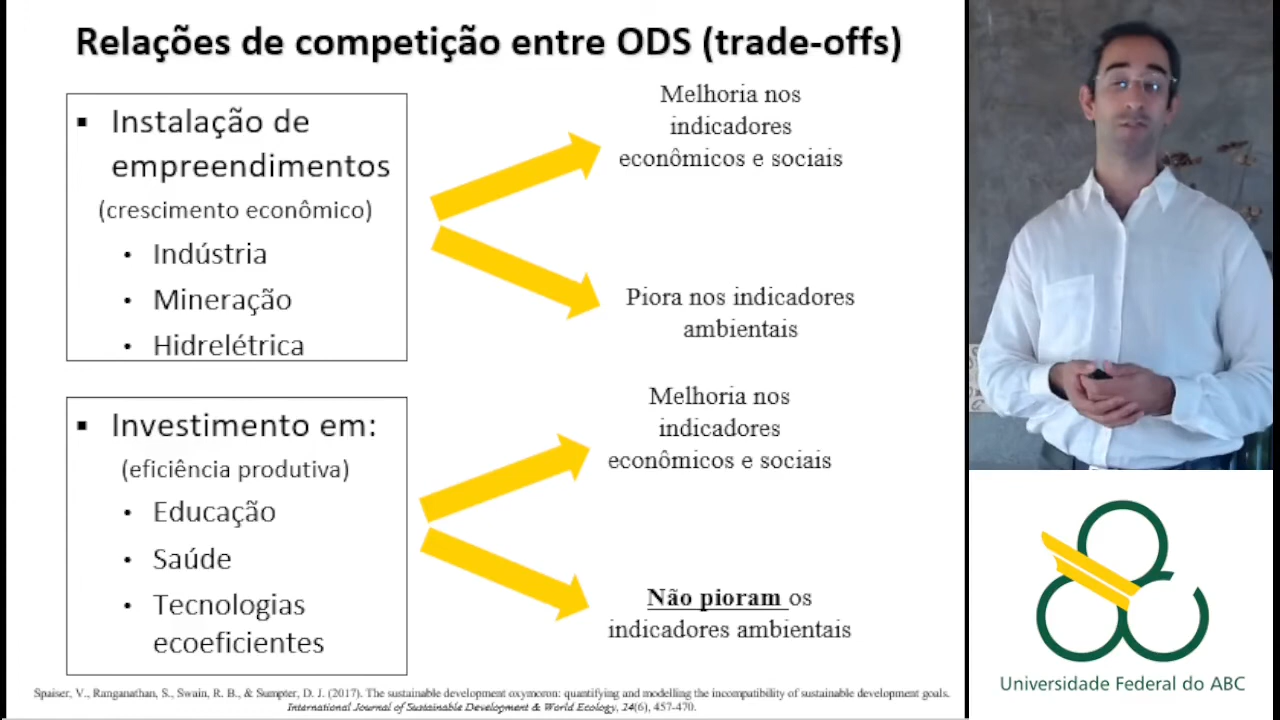 Relações de competição entre ODS (trade-offs)
▪ Instalação de
empreendimentos
(crescimento econômico)
• Indústria
• Mineração
• Hidrelétrica
Melhoria nos
indicadores
econômicos e sociais
Piora nos indicadores
ambientais
▪ Investimento em:
(eficiência produtiva)
• Educação
• Saúde
• Tecnologias
ecoeficientes
Melhoria nos
indicadores
econômicos e sociais
Não pioram os
indicadores ambientais
Spaiser, V., Ranganathan, S., Swain, R. B., & Sumpter, D. J. (2017). The sustainable development oxymoron: quantifying and modelling the incompatibility of sustainable development goals.
International Journal of Sustainable Development & World Ecology, 24(6), 457-470.
Universidade Federal do ABC